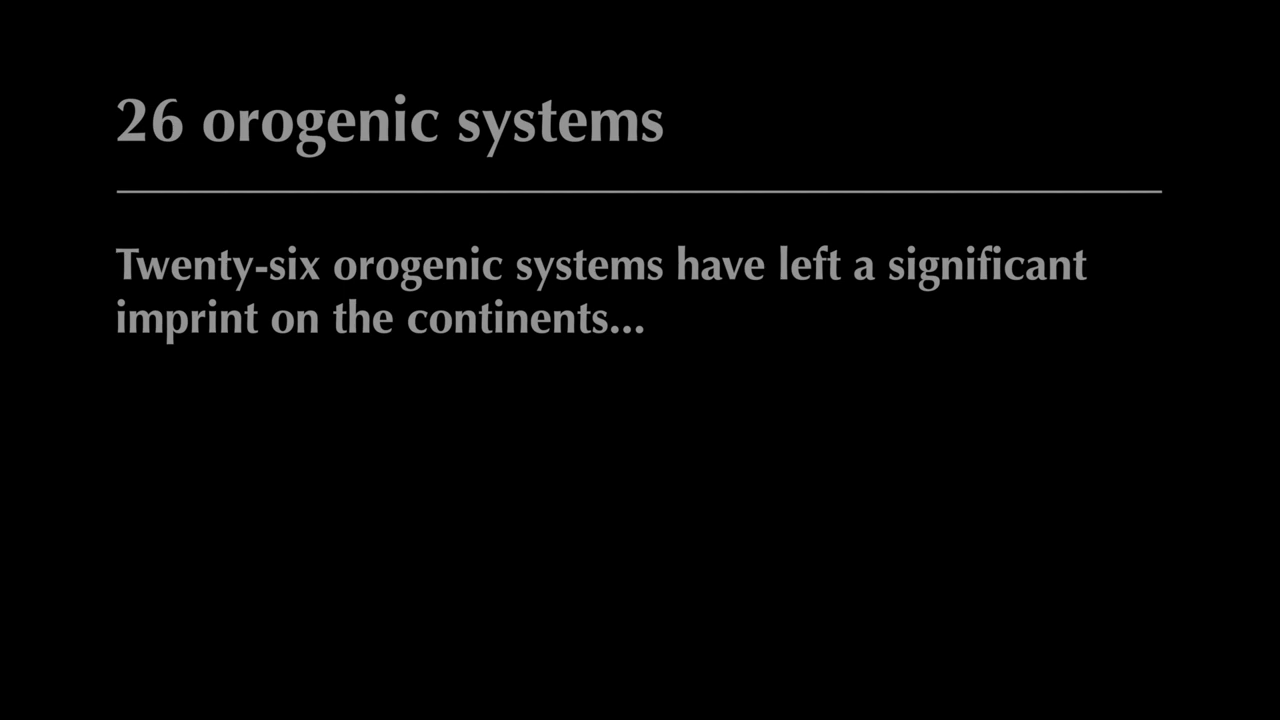 26 orogenic systems
Twenty-six orogenic systems have left a significant
imprint on the continents...